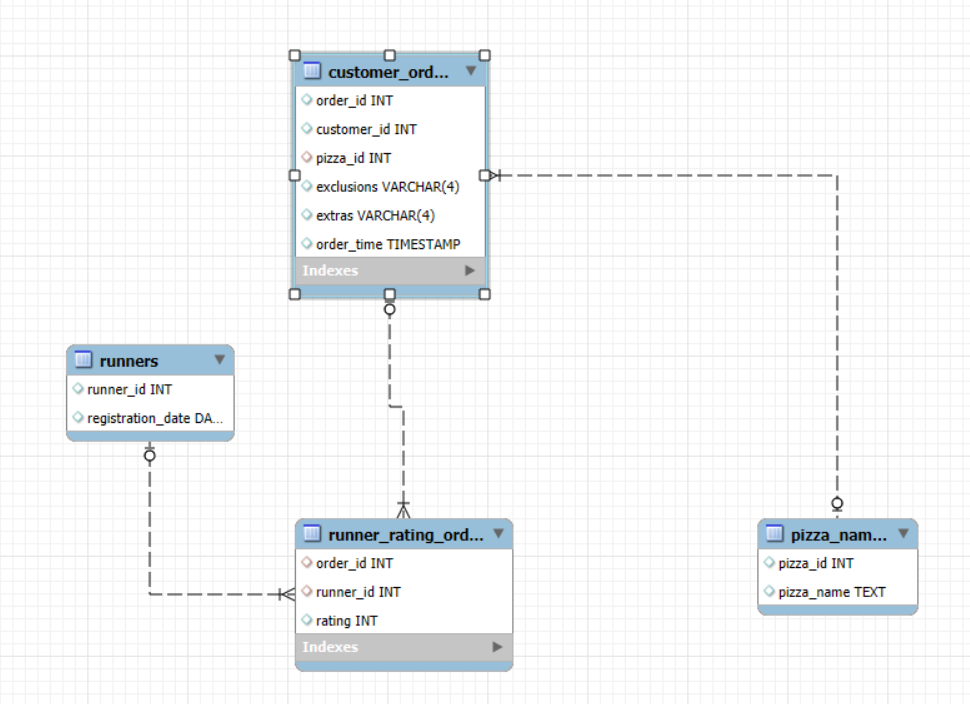 customer_ord...
order_id INT
customer_id INT
pizza_id INT
exclusions VARCHAR(4)
extras VARCHAR(4)
order_time TIMESTAMP
Indexes
runners
runner_id INT
registration_date DA...
runner_rating_ord...
order_id INT
runner_id INT
rating INT
Indexes
pizza_nam...
pizza_id INT
pizza_name TEXT